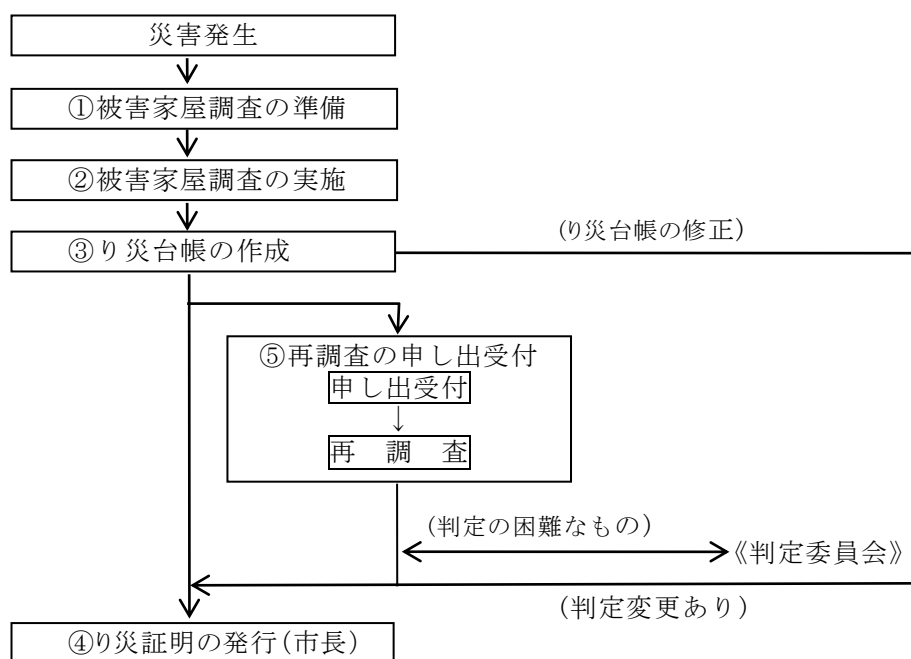 災害発生
①被害家屋調査の準備
②被害家屋調査の実施
③り災台帳の作成
(り災台帳の修正)
⑤再調査の申し出受付
申し出受付
↓
再 調 査
(判定の困難なもの)
《判定委員会》
(判定変更あり)
④り災証明の発行(市長)